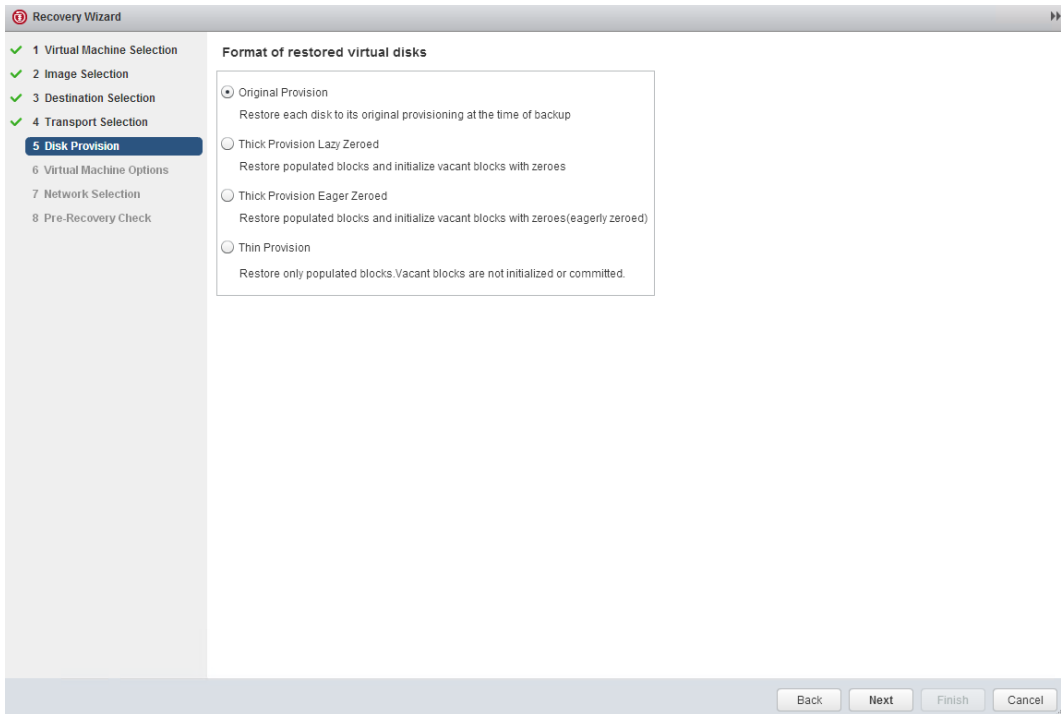 Recovery Wizard
1 Virtual Machine Selection
2 Image Selection
3 Destination Selection
4 Transport Selection
5 Disk Provision
6 Virtual Machine Options
7 Network Selection
8 Pre-Recovery Check
Format of restored virtual disks
Original Provision
Restore each disk to its original provisioning at the time of backup
Thick Provision Lazy Zeroed
Restore populated blocks and initialize vacant blocks with zeroes
Thick Provision Eager Zeroed
Restore populated blocks and initialize vacant blocks with zeroes(eagerly zeroed)
Thin Provision
Restore only populated blocks.Vacant blocks are not initialized or committed.
Back Next Finish Cancel